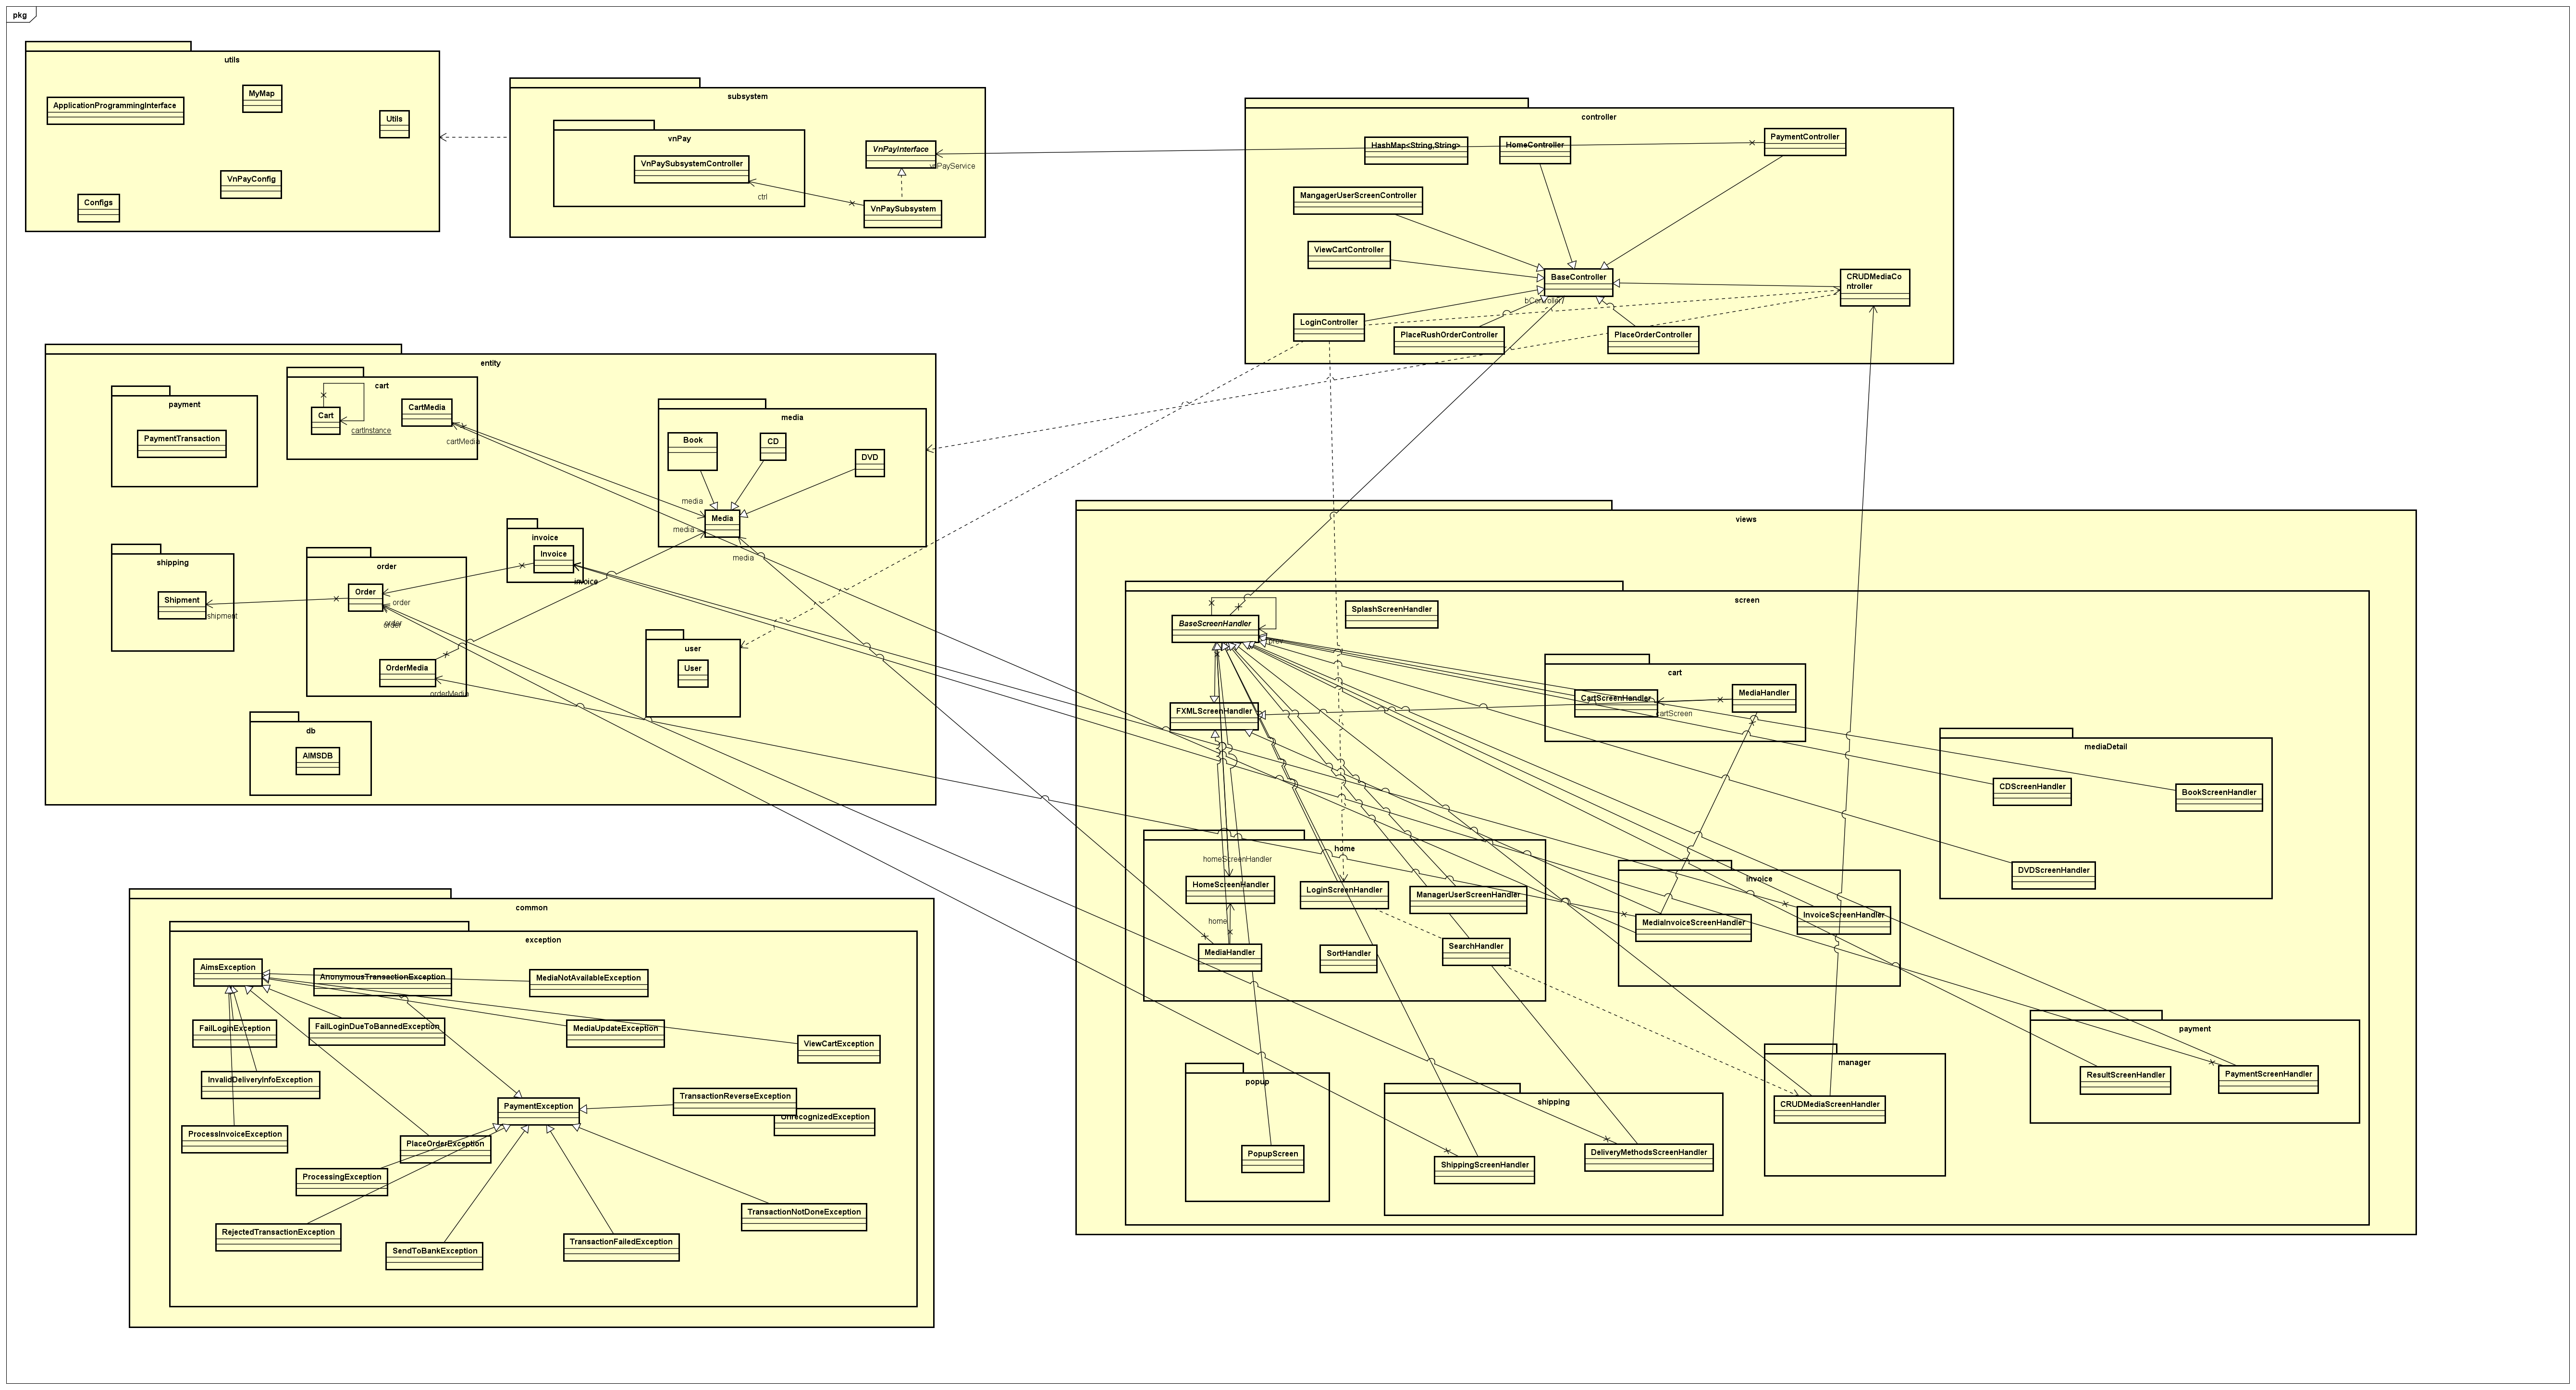 pkg
utils
ApplicationProgrammingInterface
MyMap
Utils
VnPayConfig
Configs
subsystem
vnPay
VnPaySubsystemController
VnPayInterface
vnPayService
ctrl
VnPaySubsystem
controller
HashMap<String,String>
HomeController
PaymentController
MangagerUserScreenController
ViewCartController
BaseController
bController
CRUDMediaCo
ntroller
LoginController
PlaceRushOrderController
PlaceOrderController
entity
payment
PaymentTransaction
cart
Cart
cartInstance
CartMedia
cartMedia
media
Book
CD
DVD
media
Media
media
media
invoice
Invoice
invoice
shipping
Shipment
shipment
order
Order
order
order
order
OrderMedia
orderMedia
user
User
db
AIMSDB
common
exception
AimsException
AnonymousTransactionException
MediaNotAvailableException
FailLoginException
FailLoginDueToBannedException
MediaUpdateException
ViewCartException
InvalidDeliveryInfoException
PaymentException
TransactionReverseException
UnrecognizedException
ProcessInvoiceException
PlaceOrderException
ProcessingException
RejectedTransactionException
SendToBankException
TransactionFailedException
TransactionNotDoneException
views
screen
BaseScreenHandler
prev
SplashScreenHandler
FXMLScreenHandler
cart
CartScreenHandler
MediaHandler
cartScreen
mediaDetail
CDScreenHandler
BookScreenHandler
DVDScreenHandler
home
homeScreenHandler
HomeScreenHandler
LoginScreenHandler
ManagerUserScreenHandler
home
MediaHandler
SortHandler
SearchHandler
invoice
MediaInvoiceScreenHandler
InvoiceScreenHandler
popup
PopupScreen
shipping
ShippingScreenHandler
DeliveryMethodsScreenHandler
manager
CRUDMediaScreenHandler
payment
ResultScreenHandler
PaymentScreenHandler